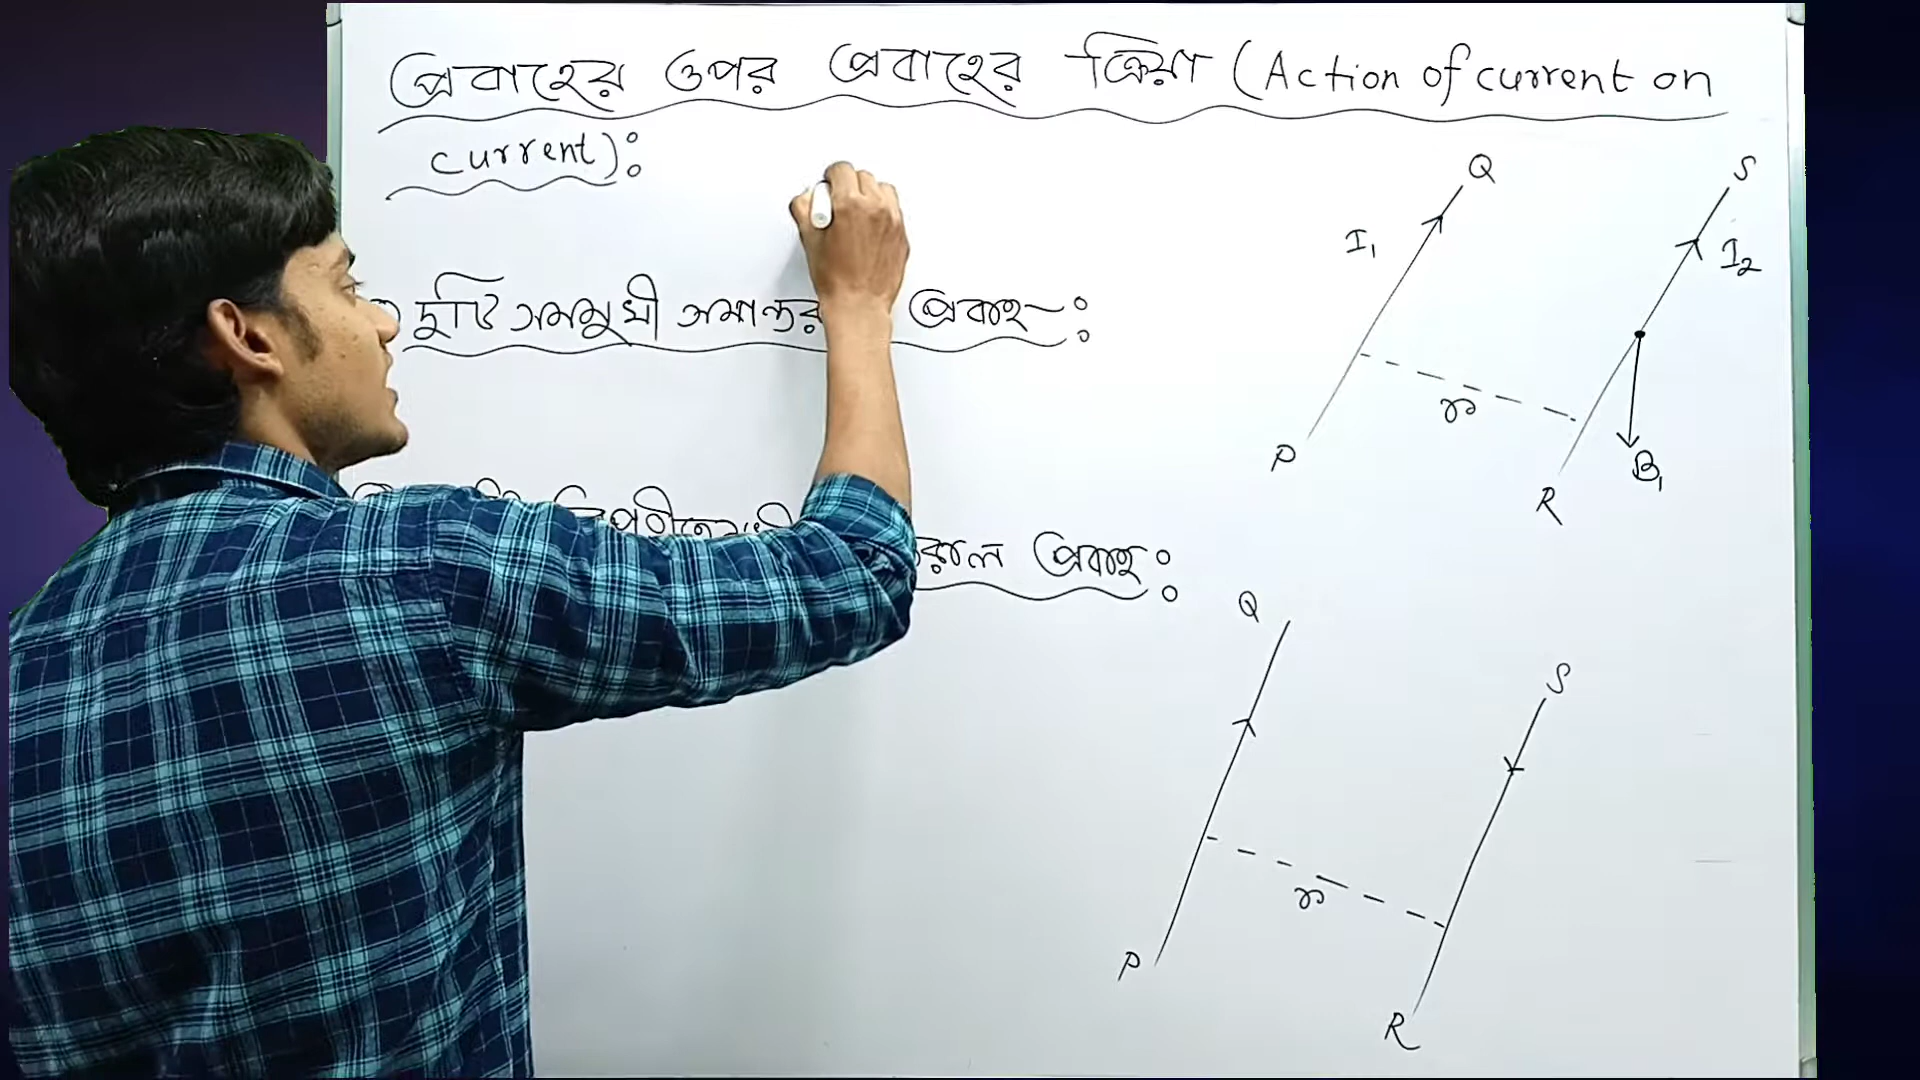 প্রবাহের ওপর প্রবাহের ক্রিয়া (Action of current on
current):
দুটি সমমুখী সমান্তর প্রবাহ:
প্রবাহ:
Q
I₁
r
P
S
I₂
B₁
R
Q
r
P
S
R